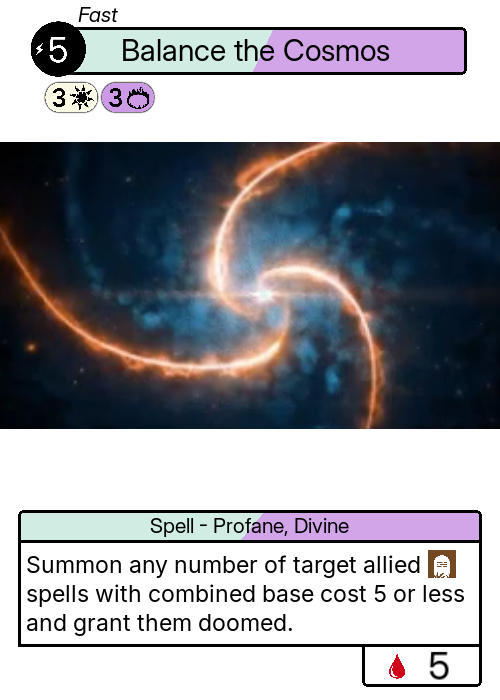 Fast
5
Balance the Cosmos
3 3
Spell - Profane, Divine
Summon any number of target allied
spells with combined base cost 5 or less
and grant them doomed.
5